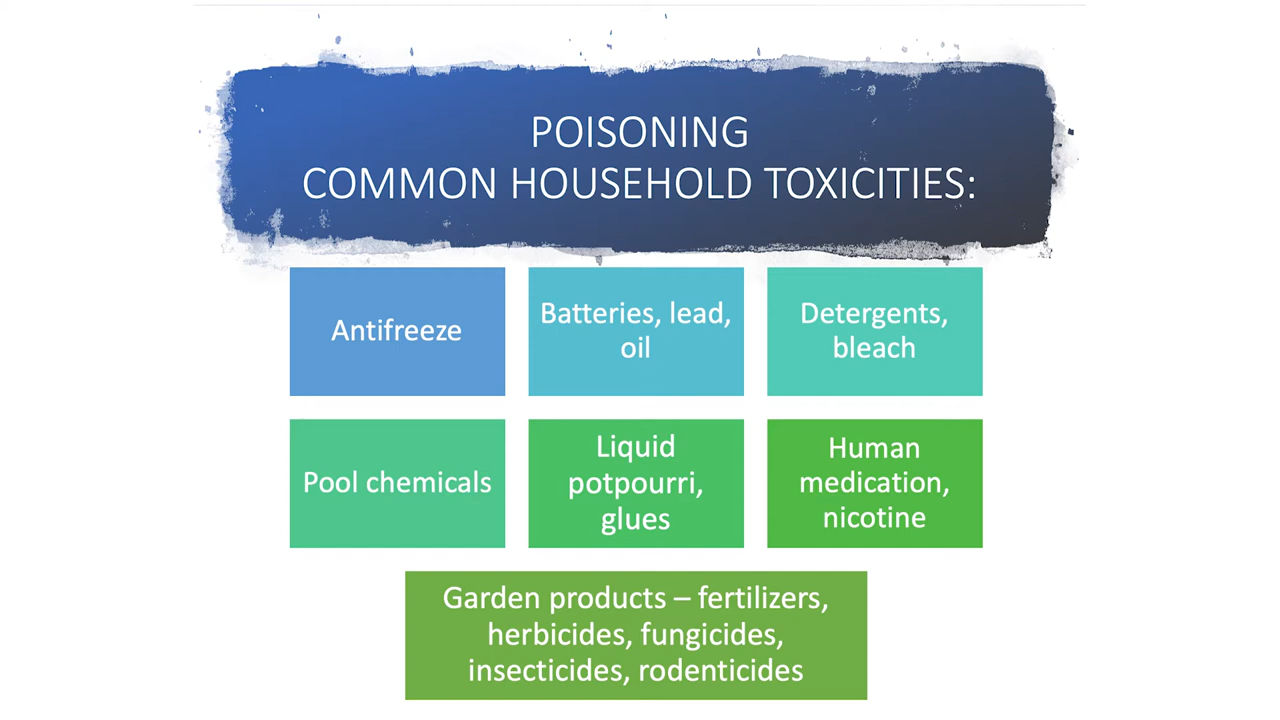 POISONING
COMMON HOUSEHOLD TOXICITIES:
Antifreeze
Batteries, lead,
oil
Detergents,
bleach
Pool chemicals
Liquid
potpourri,
glues
Human
medication,
nicotine
Garden products – fertilizers,
herbicides, fungicides,
insecticides, rodenticides